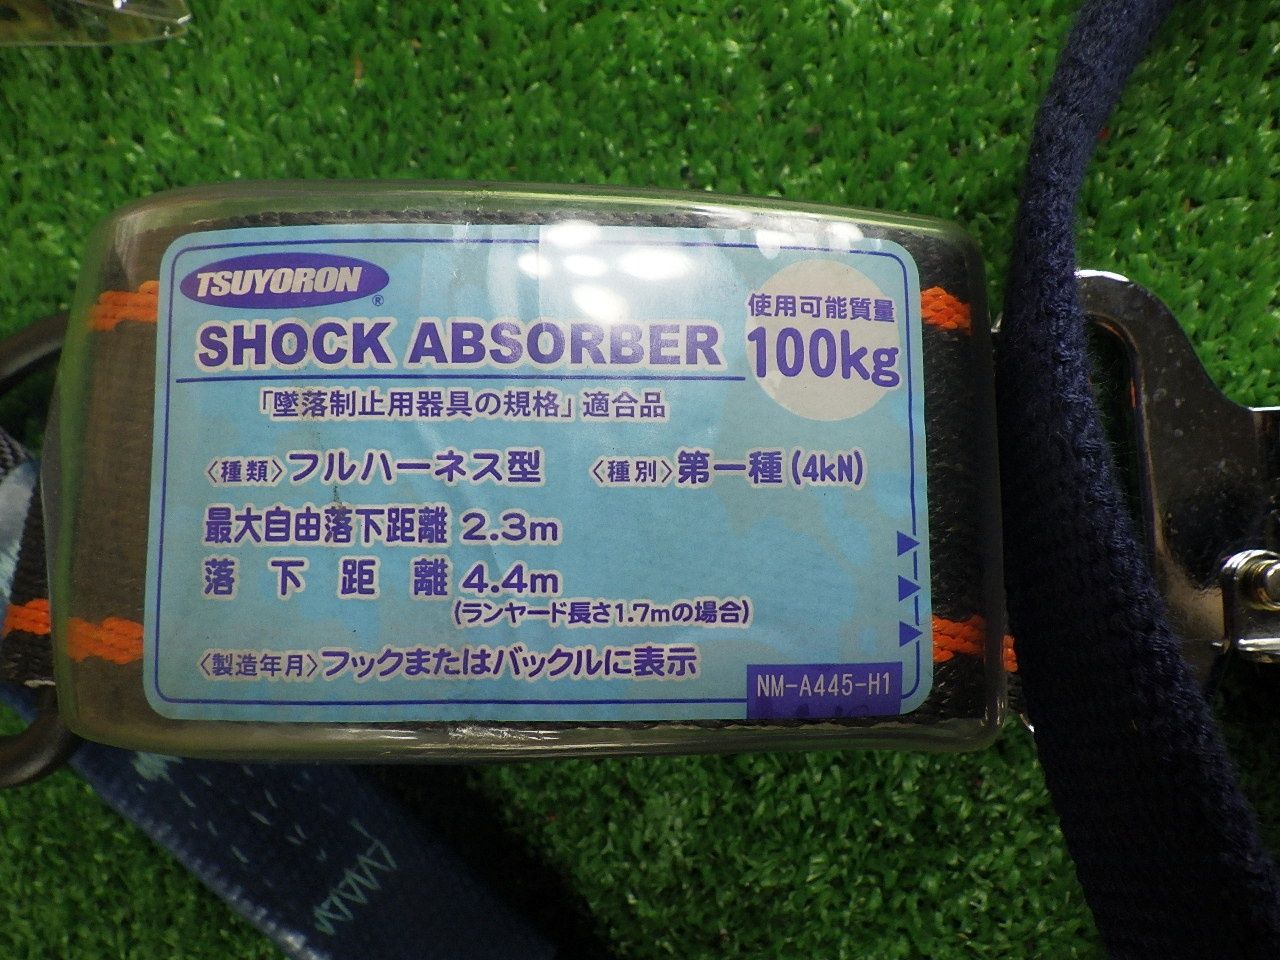 TSUYORON®
SHOCK ABSORBER
使用可能質量
100kg
「墜落制止用器具の規格」適合品
〈種類〉フルハーネス型 〈種別〉第一種(4kN)
最大自由落下距離 2.3m
落下距離 4.4m
(ランヤード長さ1.7mの場合)
〈製造年月〉フックまたはバックルに表示
NM-A445-H1